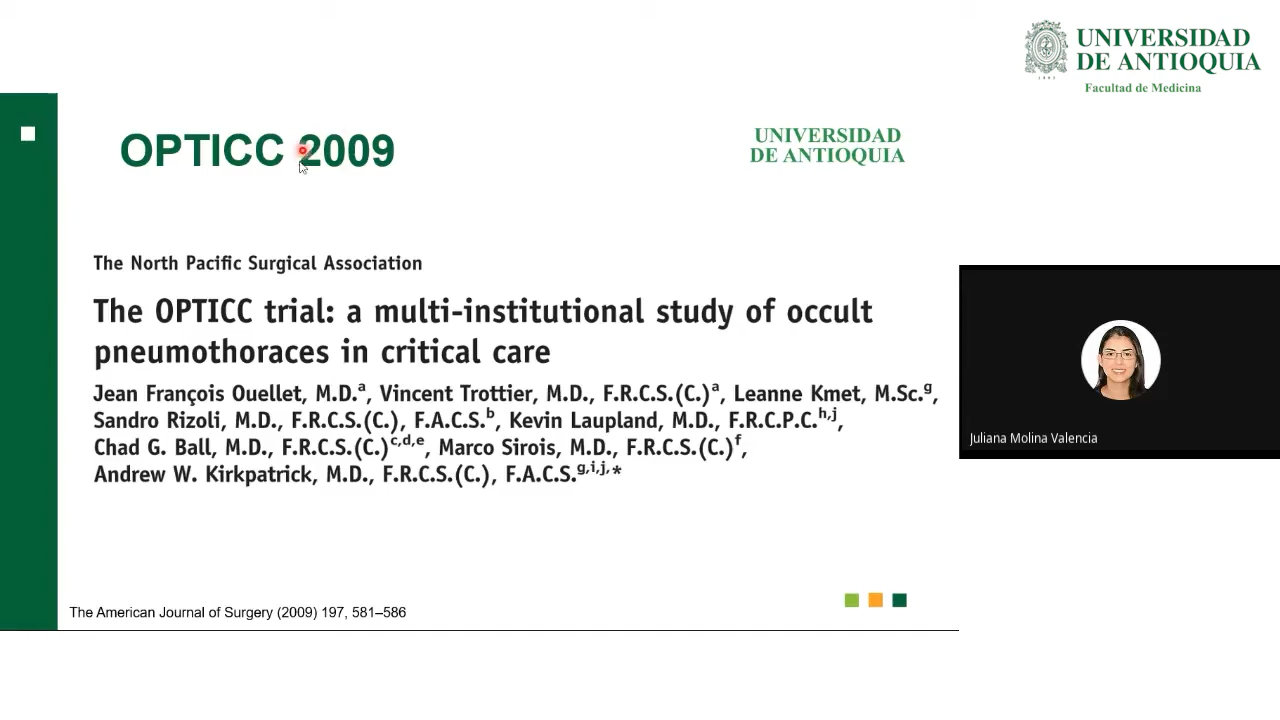 UNIVERSIDAD
DE ANTIOQUIA
1803
Facultad de Medicina
OPTICC 2009
UNIVERSIDAD
DE ANTIOQUIA
The North Pacific Surgical Association
The OPTICC trial: a multi-institutional study of occult
pneumothoraces in critical care
Jean François Ouellet, M.D.a, Vincent Trottier, M.D., F.R.C.S.(C.)a, Leanne Kmet, M.Sc.g,
Sandro Rizoli, M.D., F.R.C.S.(C.), F.A.C.S.b, Kevin Laupland, M.D., F.R.C.P.C.h,j,
Chad G. Ball, M.D., F.R.C.S.(C.)c,d,e, Marco Sirois, M.D., F.R.C.S.(C.)f,
Andrew W. Kirkpatrick, M.D., F.R.C.S.(C.), F.A.C.S.g,i,j,*
The American Journal of Surgery (2009) 197, 581–586
Juliana Molina Valencia